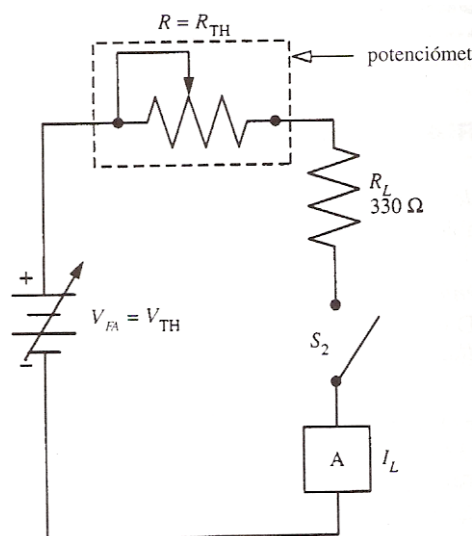 R = R_TH
potenciómet
R_L
330 Ω
+
V_FA = V_TH
−
S_2
A
I_L